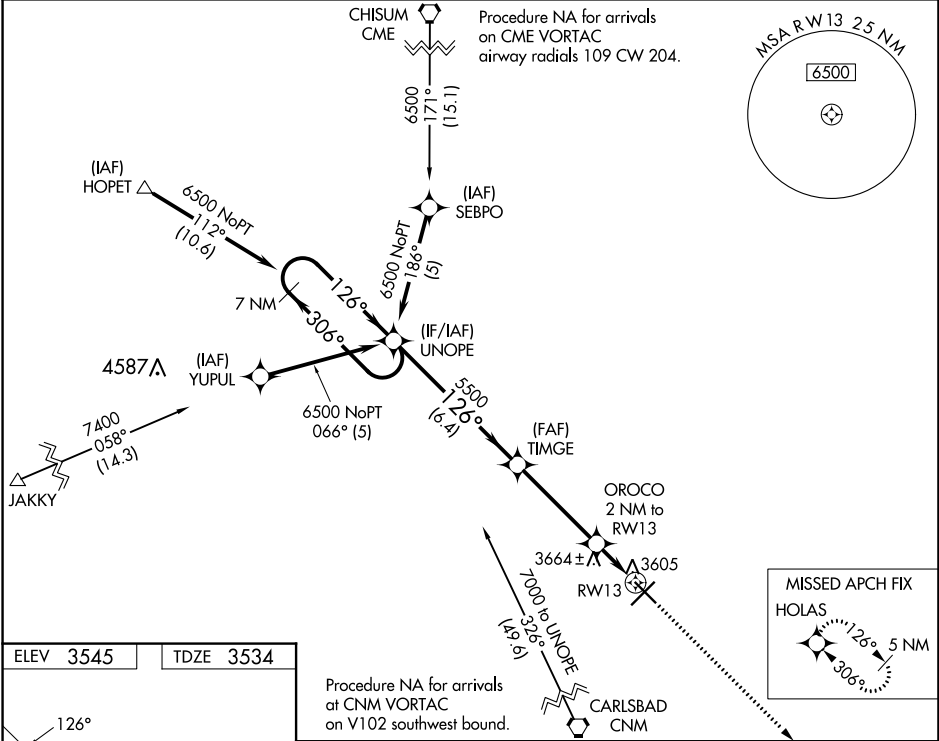 CHISUM
CME
Procedure NA for arrivals
on CME VORTAC
airway radials 109 CW 204.
MSA RW13 25 NM
6500
6500
171°
(15.1)
(IAF)
HOPET
6500 NoPT
112°
(10.6)
(IAF)
SEBPO
6500 NoPT
186°
(5)
7 NM
126°
306°
(IF/IAF)
UNOPE
4587
(IAF)
YUPUL
6500 NoPT
066° (5)
5500
126°
(6.4)
7400
058°
(14.3)
JAKKY
(FAF)
TIMGE
OROCO
2 NM to
RW13
3664±
3605
RW13
7000 to UNOPE
326°
(49.6)
MISSED APCH FIX
HOLAS
126°
5 NM
306°
ELEV 3545
TDZE 3534
126°
Procedure NA for arrivals
at CNM VORTAC
on V102 southwest bound.
CARLSBAD
CNM